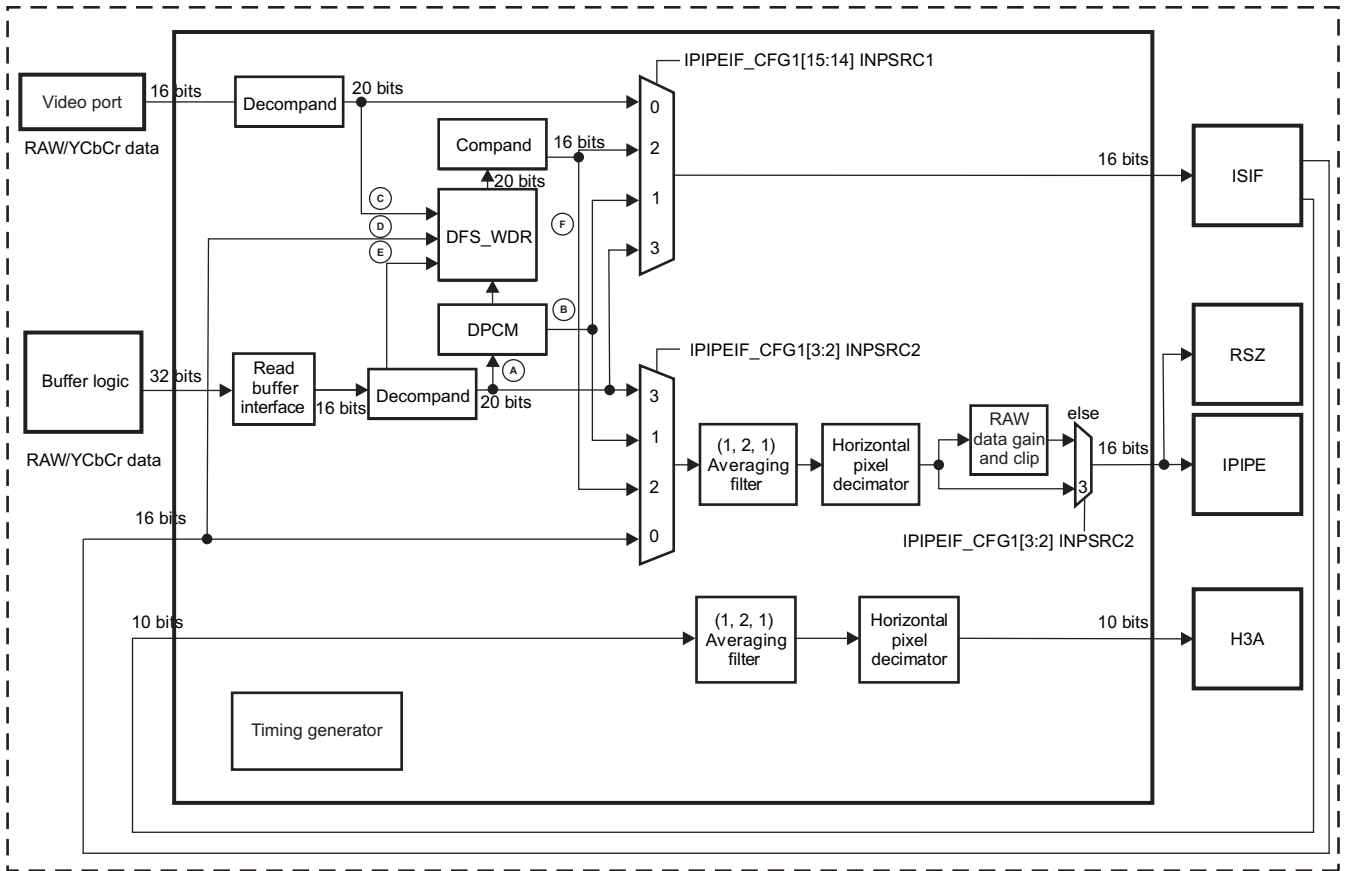 IPIPEIF_CFG1[15:14] INPSRC1
Video port
16 bits
Decompand
20 bits
RAW/YCbCr data
0
2
1
3
Compand
16 bits
20 bits
16 bits
ISIF
C
D
E
F
DFS_WDR
B
DPCM
A
IPIPEIF_CFG1[3:2] INPSRC2
RSZ
Buffer logic
32 bits
Read
buffer
interface
16 bits
Decompand
20 bits
RAW/YCbCr data
3
1
2
0
(1, 2, 1)
Averaging
filter
Horizontal
pixel
decimator
RAW
data gain
and clip
else
3
16 bits
IPIPE
IPIPEIF_CFG1[3:2] INPSRC2
16 bits
10 bits
(1, 2, 1)
Averaging
filter
Horizontal
pixel
decimator
10 bits
H3A
Timing generator